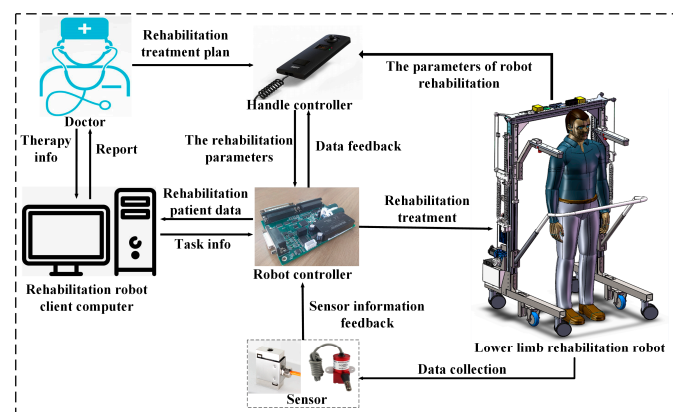 Rehabilitation
treatment plan
The parameters of robot
rehabilitation
Doctor
Handle controller
Therapy
info
Report
The rehabilitation
parameters
Data feedback
Rehabilitation
patient data
Task info
Rehabilitation
treatment
Rehabilitation robot
client computer
Robot controller
Sensor information
feedback
Lower limb rehabilitation robot
Data collection
Sensor